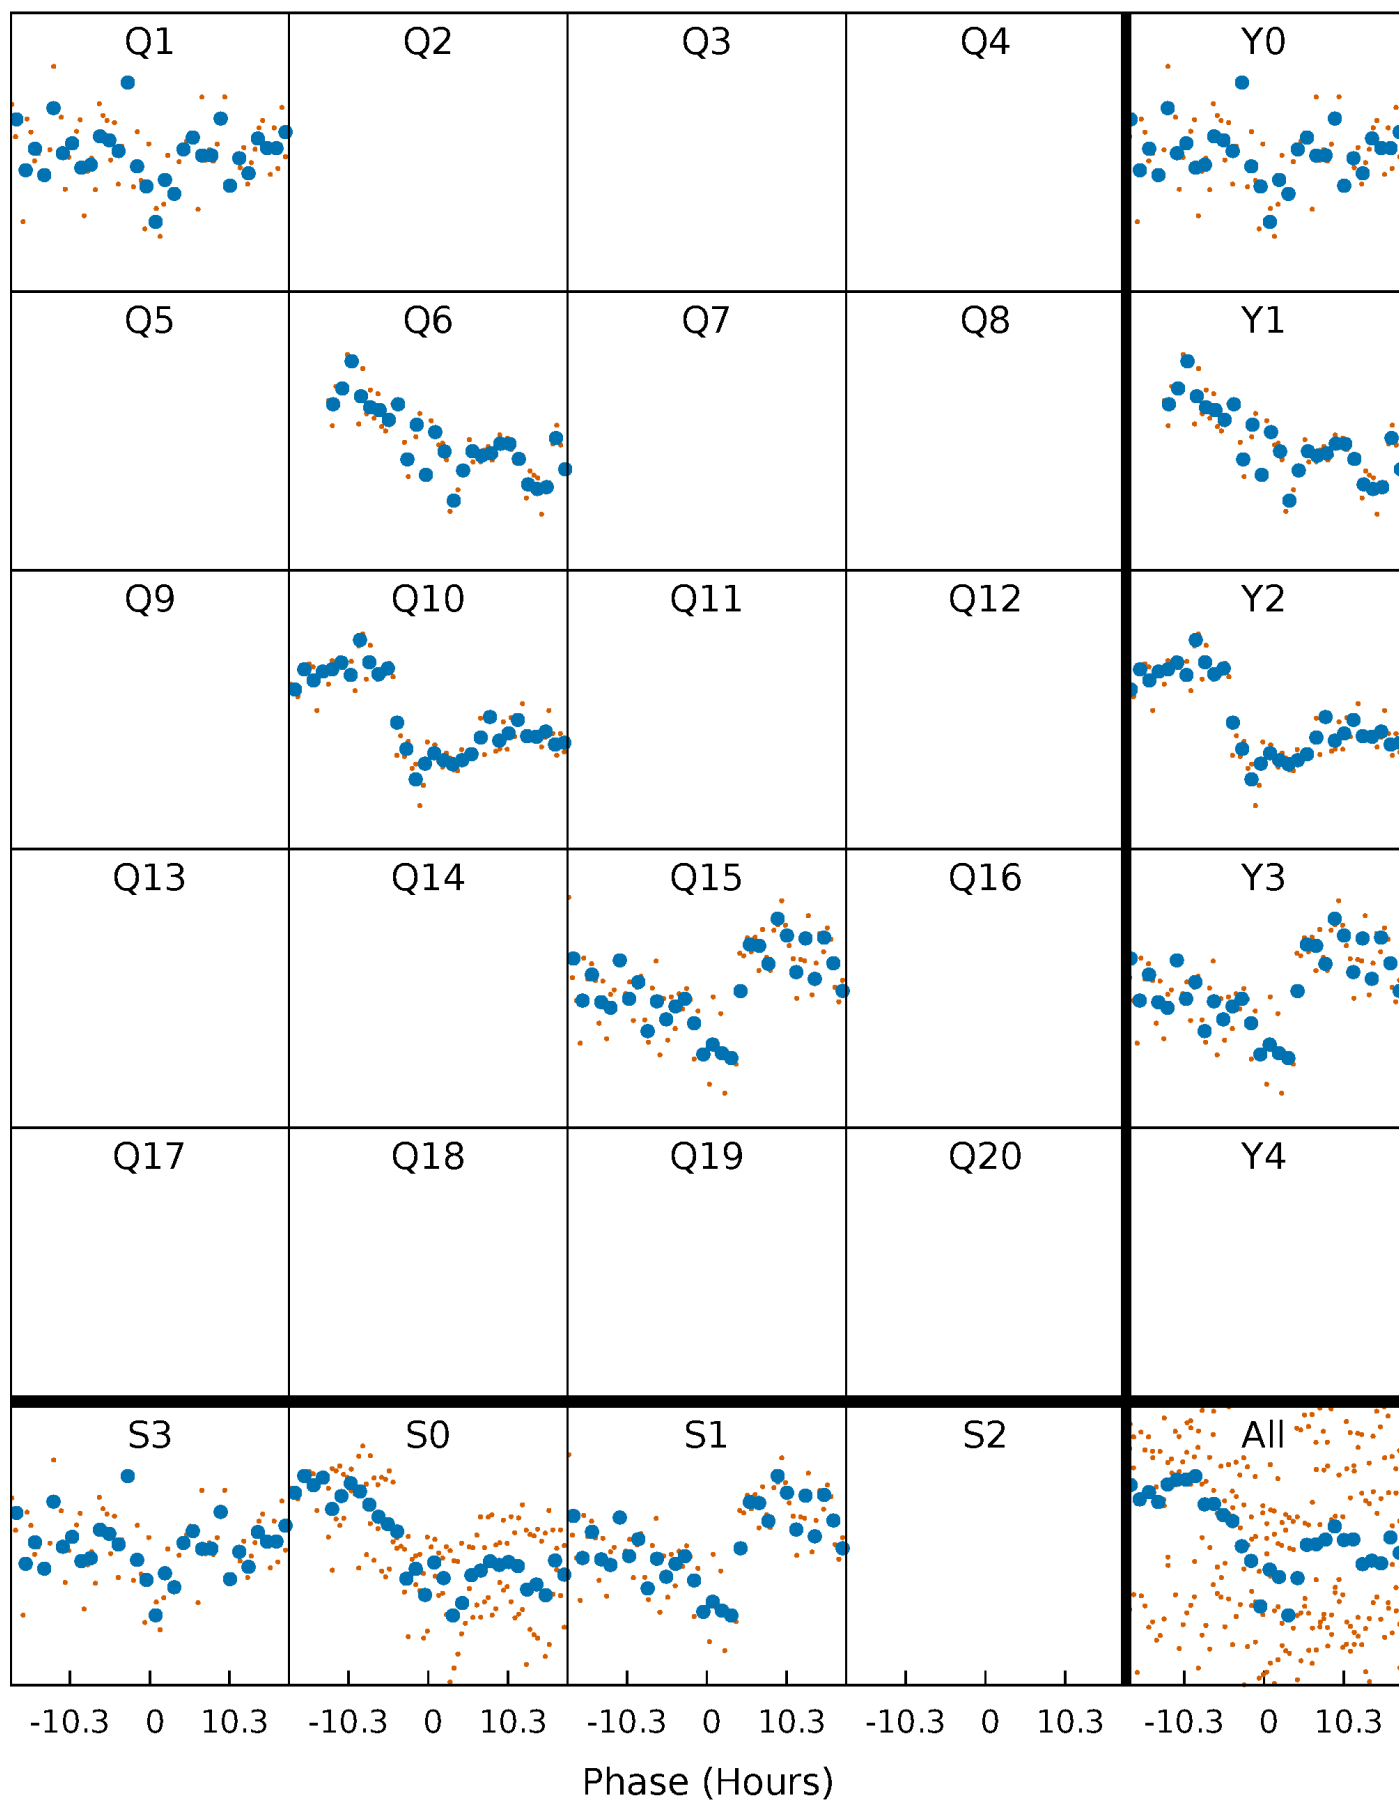 Q1 Q2 Q3 Q4 Y0
Q5 Q6 Q7 Q8 Y1
Q9 Q10 Q11 Q12 Y2
Q13 Q14 Q15 Q16 Y3
Q17 Q18 Q19 Q20 Y4
S3 S0 S1 S2 All
-10.3 0 10.3 -10.3 0 10.3 -10.3 0 10.3 -10.3 0 10.3 -10.3 0 10.3
Phase (Hours)